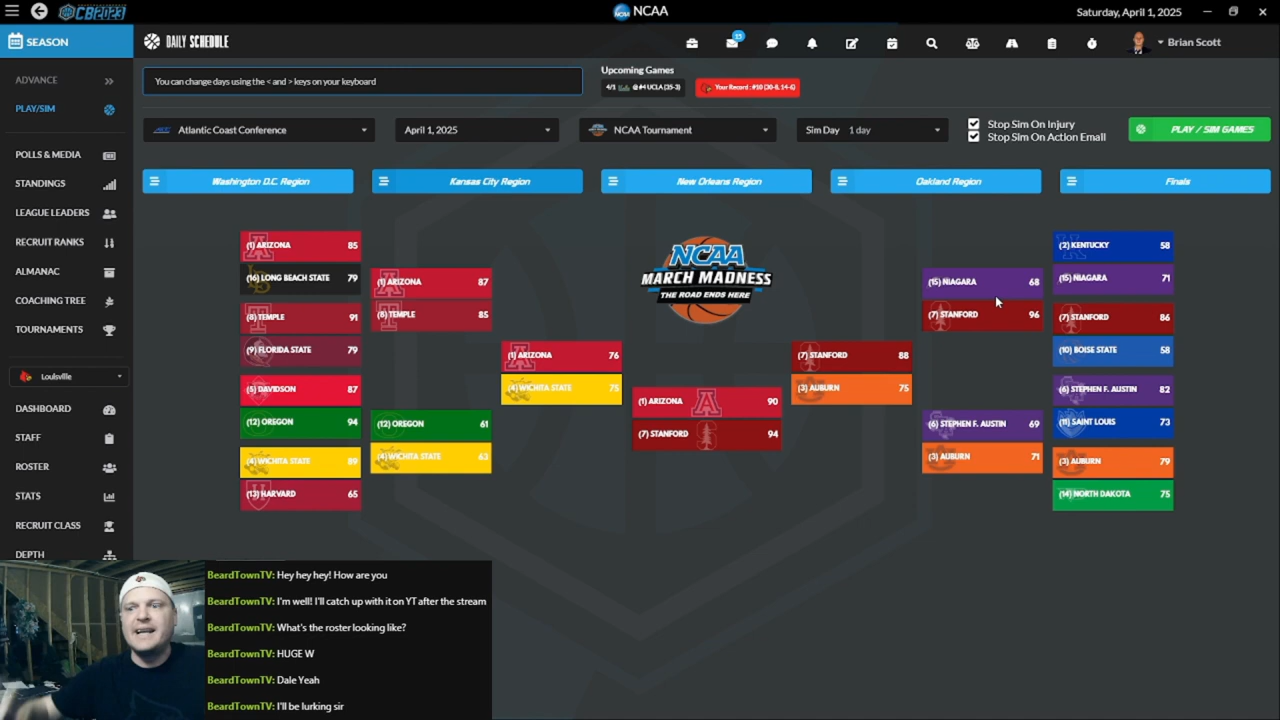 CB2023
NCAA
Saturday, April 1, 2025
SEASON
DAILY SCHEDULE
15
Brian Scott
ADVANCE
PLAY/SIM
POLLS & MEDIA
STANDINGS
LEAGUE LEADERS
RECRUIT RANKS
ALMANAC
COACHING TREE
TOURNAMENTS
Louisville
DASHBOARD
STAFF
ROSTER
STATS
RECRUIT CLASS
DEPTH
You can change days using the < and > keys on your keyboard
Upcoming Games
4/1 @#4 UCLA (35-3)
Your Record : #10 (30-8, 14-6)
Atlantic Coast Conference
April 1, 2025
NCAA Tournament
Sim Day 1 day
Stop Sim On Injury
Stop Sim On Action Email
PLAY / SIM GAMES
Washington D.C. Region
Kansas City Region
New Orleans Region
Oakland Region
Finals
(1) ARIZONA 85
(16) LONG BEACH STATE 79
(8) TEMPLE 91
(9) FLORIDA STATE 79
(5) DAVIDSON 87
(12) OREGON 94
(4) WICHITA STATE 89
(13) HARVARD 65
(1) ARIZONA 87
(8) TEMPLE 85
(12) OREGON 61
(4) WICHITA STATE 63
(1) ARIZONA 76
(4) WICHITA STATE 75
NCAA
MARCH MADNESS
THE ROAD ENDS HERE
(1) ARIZONA 90
(7) STANFORD 94
(7) STANFORD 88
(3) AUBURN 75
(15) NIAGARA 68
(7) STANFORD 96
(6) STEPHEN F. AUSTIN 69
(3) AUBURN 71
(2) KENTUCKY 58
(15) NIAGARA 71
(7) STANFORD 86
(10) BOISE STATE 58
(6) STEPHEN F. AUSTIN 82
(11) SAINT LOUIS 73
(3) AUBURN 79
(14) NORTH DAKOTA 75
BeardTownTV: Hey hey hey! How are you
BeardTownTV: I'm well! I'll catch up with it on YT after the stream
BeardTownTV: What's the roster looking like?
BeardTownTV: HUGE W
BeardTownTV: Dale Yeah
BeardTownTV: I'll be lurking sir